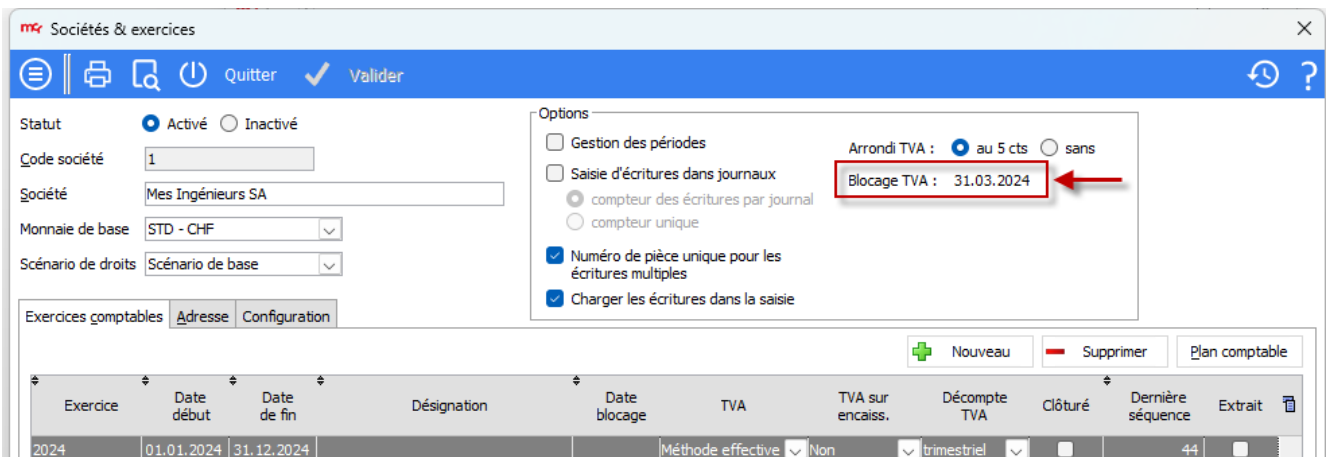 mcr Sociétés & exercices
Quitter Valider ?
Statut Activé Inactivé
Code société 1
Société Mes Ingénieurs SA
Monnaie de base STD - CHF
Scénario de droits Scénario de base
Options
Gestion des périodes
Saisie d'écritures dans journaux
compteur des écritures par journal
compteur unique
Numéro de pièce unique pour les
écritures multiples
Charger les écritures dans la saisie
Arrondi TVA : au 5 cts sans
Blocage TVA : 31.03.2024
Exercices comptables Adresse Configuration
Nouveau Supprimer Plan comptable
Exercice Date début Date de fin Désignation Date blocage TVA TVA sur encaiss. Décompte TVA Clôturé Dernière séquence Extrait
2024 01.01.2024 31.12.2024 Méthode effective Non trimestriel 44